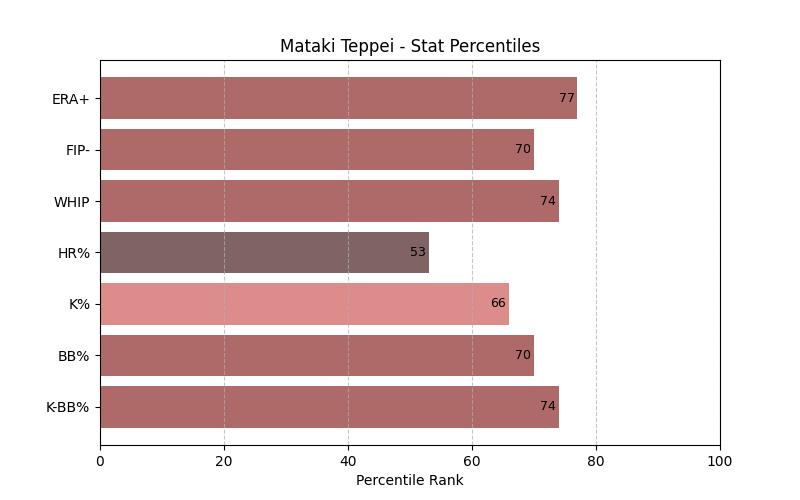 Mataki Teppei - Stat Percentiles
ERA+ 77
FIP- 70
WHIP 74
HR% 53
K% 66
BB% 70
K-BB% 74
0 20 40 60 80 100
Percentile Rank